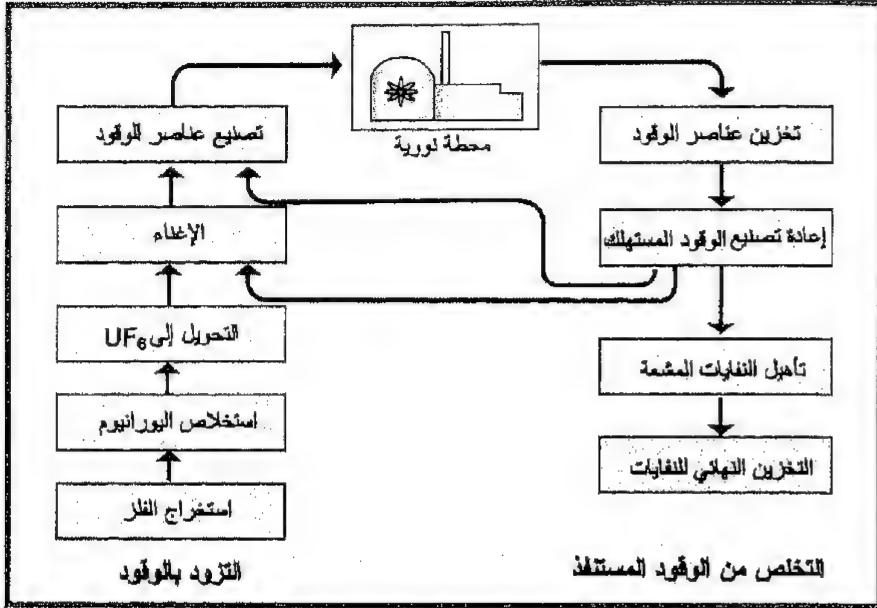 محطة نووية
تصنيع عناصر الوقود
الإغناء
التحويل إلى UF6
استخلاص اليورانيوم
استخراج الفلز
التزود بالوقود
تخزين عناصر الوقود
إعادة تصنيع الوقود المستهلك
تأهيل النفايات المشعة
التخزين النهائي للنفايات
التخلص من الوقود المستنفذ